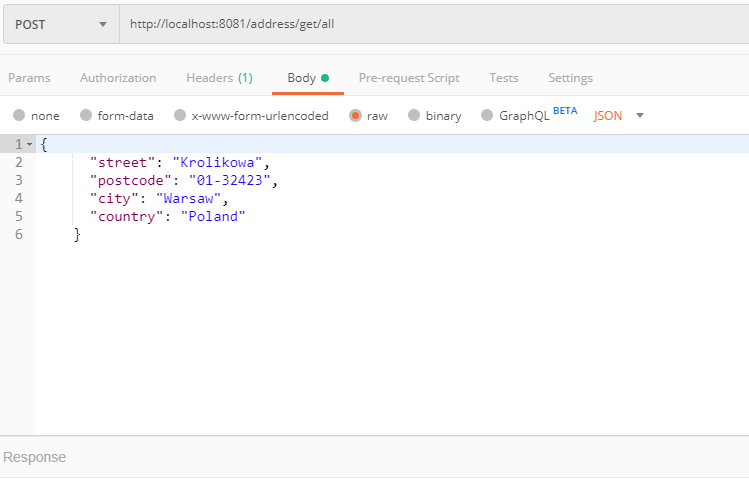 POST http://localhost:8081/address/get/all
Params Authorization Headers (1) Body Pre-request Script Tests Settings
none form-data x-www-form-urlencoded raw binary GraphQL BETA JSON
1 {
2 "street": "Krolikowa",
3 "postcode": "01-32423",
4 "city": "Warsaw",
5 "country": "Poland"
6 }
Response